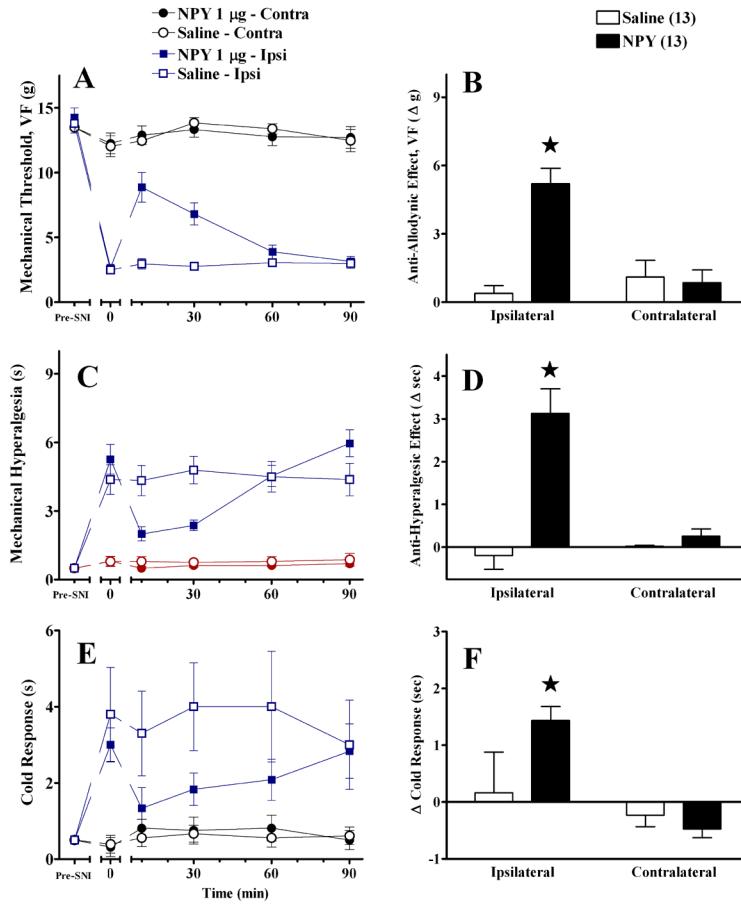 NPY 1 μg - Contra
Saline - Contra
NPY 1 μg - Ipsi
Saline - Ipsi
Saline (13)
NPY (13)
A
Mechanical Threshold, VF (g)
15
10
5
0
Pre-SNI 0 30 60 90
B
Anti-Allodynic Effect, VF (Δ g)
9
6
3
0
Ipsilateral Contralateral
C
Mechanical Hyperalgesia (s)
9
6
3
0
Pre-SNI 0 30 60 90
D
Anti-Hyperalgesic Effect (Δ sec)
4
3
2
1
0
Ipsilateral Contralateral
E
Cold Response (s)
6
4
2
0
Pre-SNI 0 30 60 90
Time (min)
F
Δ Cold Response (sec)
3
2
1
0
-1
Ipsilateral Contralateral